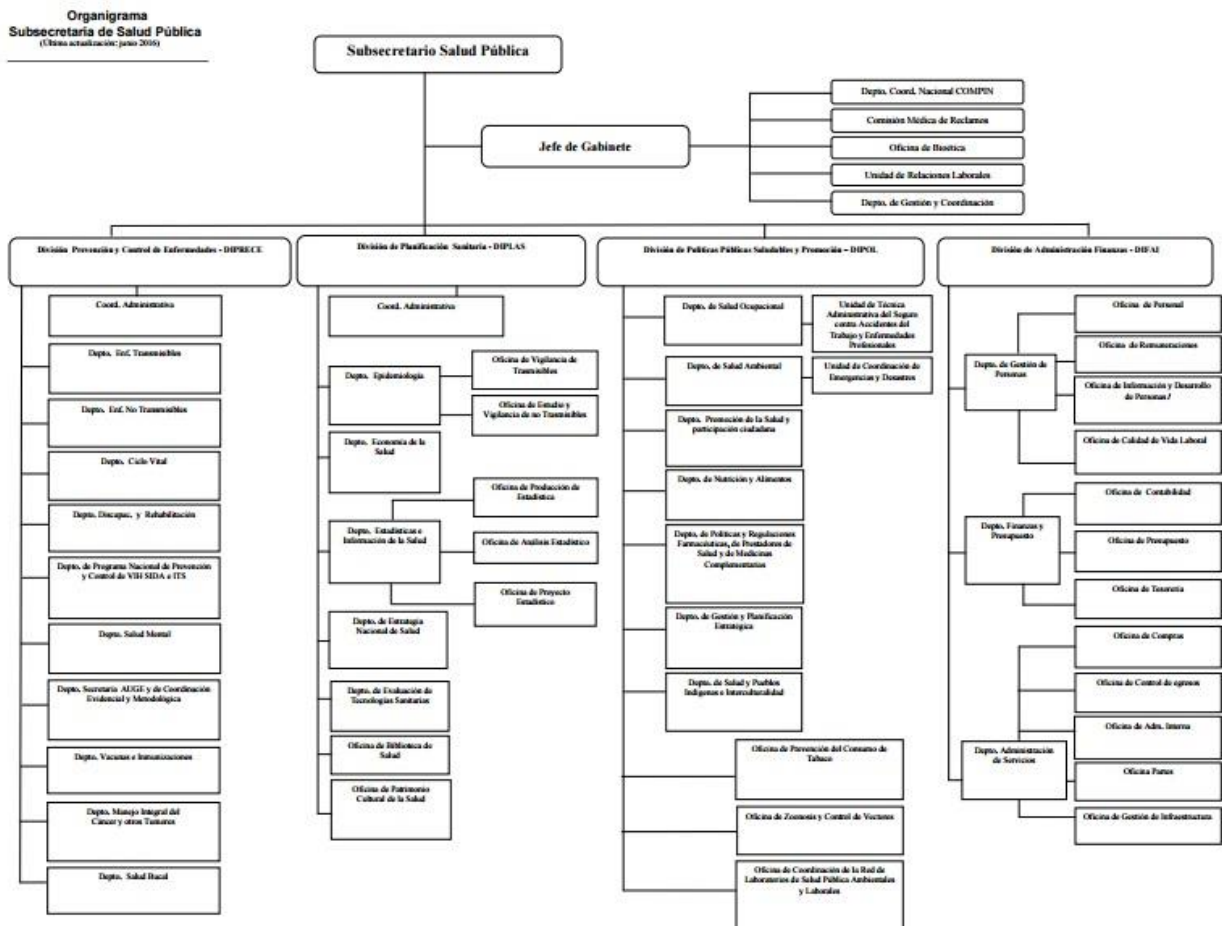 Organigrama
Subsecretaría de Salud Pública
(Última actualización: junio 2016)
Subsecretario Salud Pública
Jefe de Gabinete
Depto. Coord. Nacional COMPIN
Comisión Médica de Reclamos
Oficina de Bioética
Unidad de Relaciones Laborales
Depto. de Gestión y Coordinación
División Prevención y Control de Enfermedades - DIPRECE
Coord. Administrativa
Depto. Enf. Transmisibles
Depto. Enf. No Transmisibles
Depto. Ciclo Vital
Depto. Discapac. y Rehabilitación
Depto. de Programa Nacional de Prevención
y Control de VIH SIDA e ITS
Depto. Salud Mental
Depto. Secretaría AUGE y de Coordinación
Evidencial y Metodológica
Depto. Vacunas e Inmunizaciones
Depto. Manejo Integral del
Cáncer y otros Tumores
Depto. Salud Bucal
División de Planificación Sanitaria - DIPLAS
Coord. Administrativa
Depto. Epidemiología
Oficina de Vigilancia de
Trasmisibles
Oficina de Estudio y
Vigilancia de no Trasmisibles
Depto. Economía de la
Salud
Depto. Estadísticas e
Información de la Salud
Oficina de Producción de
Estadística
Oficina de Análisis Estadístico
Oficina de Proyecto
Estadístico
Depto. de Estrategia
Nacional de Salud
Depto. de Evaluación de
Tecnologías Sanitarias
Oficina de Biblioteca de
Salud
Oficina de Patrimonio
Cultural de la Salud
División de Políticas Públicas Saludables y Promoción – DIPOL
Depto. de Salud Ocupacional
Unidad de Técnica
Administrativa del Seguro
contra Accidentes del
Trabajo y Enfermedades
Profesionales
Depto. de Salud Ambiental
Unidad de Coordinación de
Emergencias y Desastres
Depto. Promoción de la Salud y
participación ciudadana
Depto. de Nutrición y Alimentos
Depto. de Políticas y Regulaciones
Farmacéuticas, de Prestadores de
Salud y de Medicinas
Complementarias
Depto. de Gestión y Planificación
Estratégica
Depto. de Salud y Pueblos
Indígenas e Interculturalidad
Oficina de Prevención del Consumo de
Tabaco
Oficina de Zoonosis y Control de Vectores
Oficina de Coordinación de la Red de
Laboratorios de Salud Pública Ambientales
y Laborales
División de Administración Finanzas - DIFAI
Depto. de Gestión de
Personas
Oficina de Personal
Oficina de Remuneraciones
Oficina de Información y Desarrollo
de Personas/
Oficina de Calidad de Vida Laboral
Depto. Finanzas y
Presupuesto
Oficina de Contabilidad
Oficina de Presupuesto
Oficina de Tesorería
Depto. Administración
de Servicios
Oficina de Compras
Oficina de Control de egresos
Oficina de Adm. Interna
Oficina Partes
Oficina de Gestión de Infraestructura